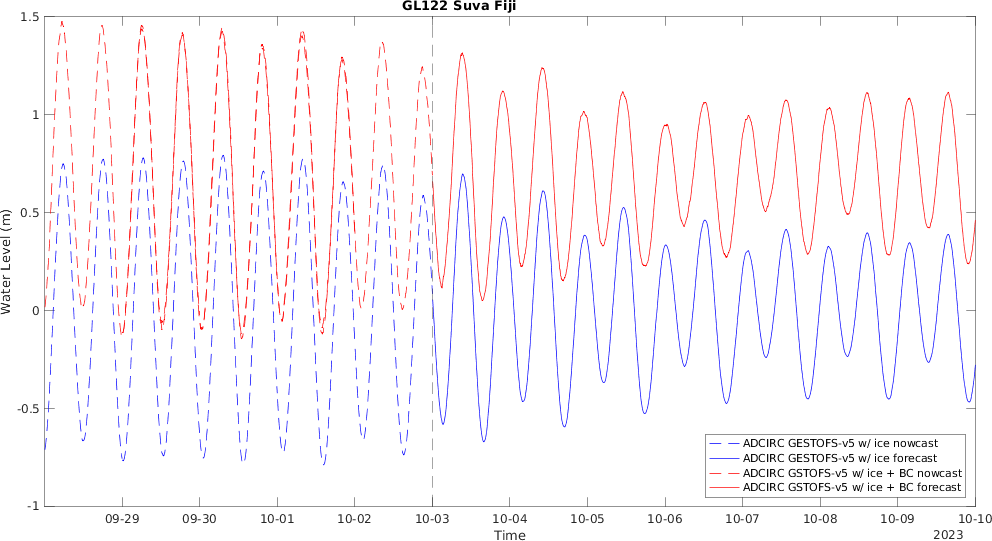 GL122 Suva Fiji
1.5
1
0.5
0
-0.5
-1
Water Level (m)
ADCIRC GESTOFS-v5 w/ ice nowcast
ADCIRC GESTOFS-v5 w/ ice forecast
ADCIRC GSTOFS-v5 w/ ice + BC nowcast
ADCIRC GSTOFS-v5 w/ ice + BC forecast
09-29 09-30 10-01 10-02 10-03 10-04 10-05 10-06 10-07 10-08 10-09 10-10
Time
2023